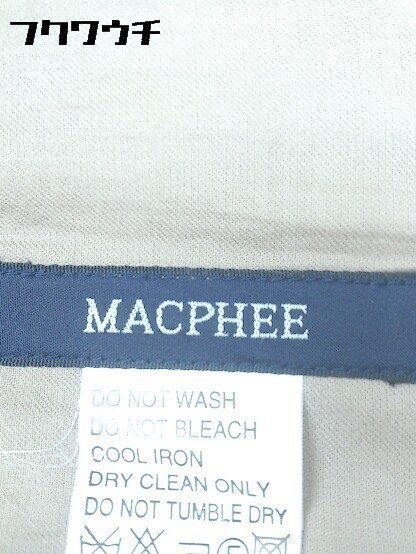 フクワウチ
MACPHEE
DO NOT WASH
DO NOT BLEACH
COOL IRON
DRY CLEAN ONLY
DO NOT TUMBLE DRY